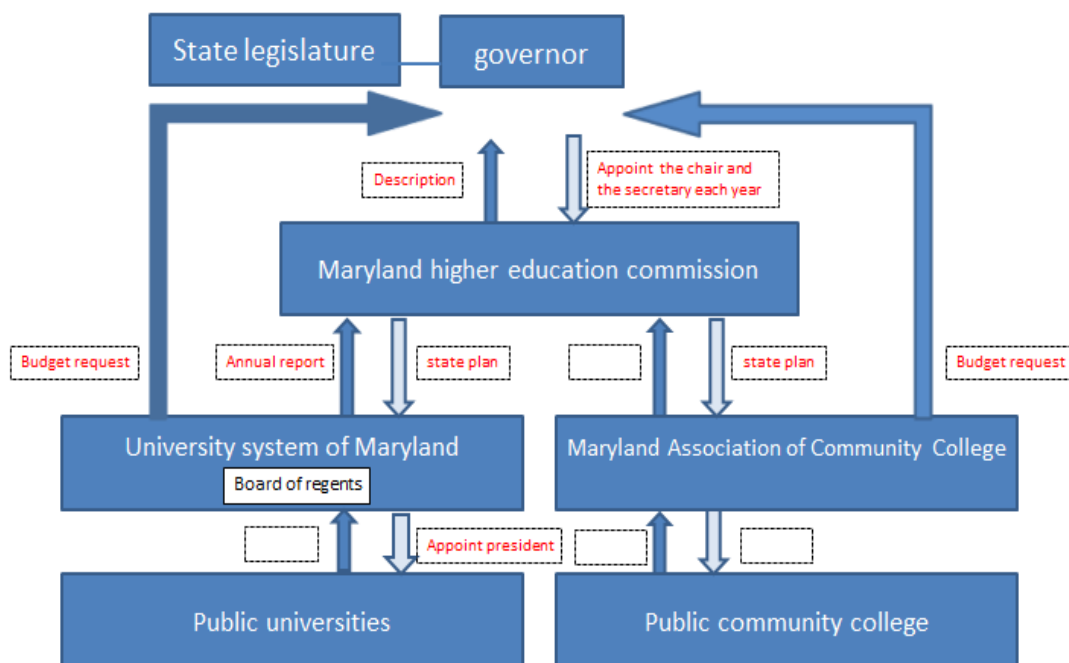 State legislature
governor
Description
Appoint the chair and
the secretary each year
Maryland higher education commission
Budget request
Annual report
state plan
state plan
Budget request
University system of Maryland
Board of regents
Maryland Association of Community College
Appoint president
Public universities
Public community college